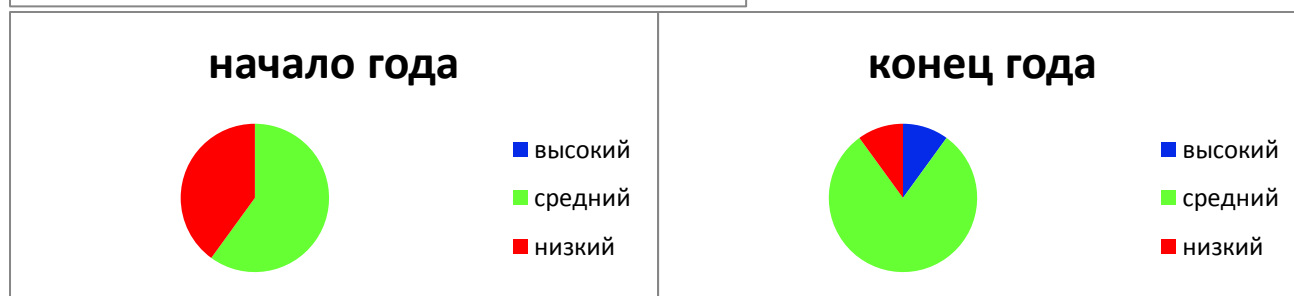 начало года
высокий
средний
низкий
конец года
высокий
средний
низкий